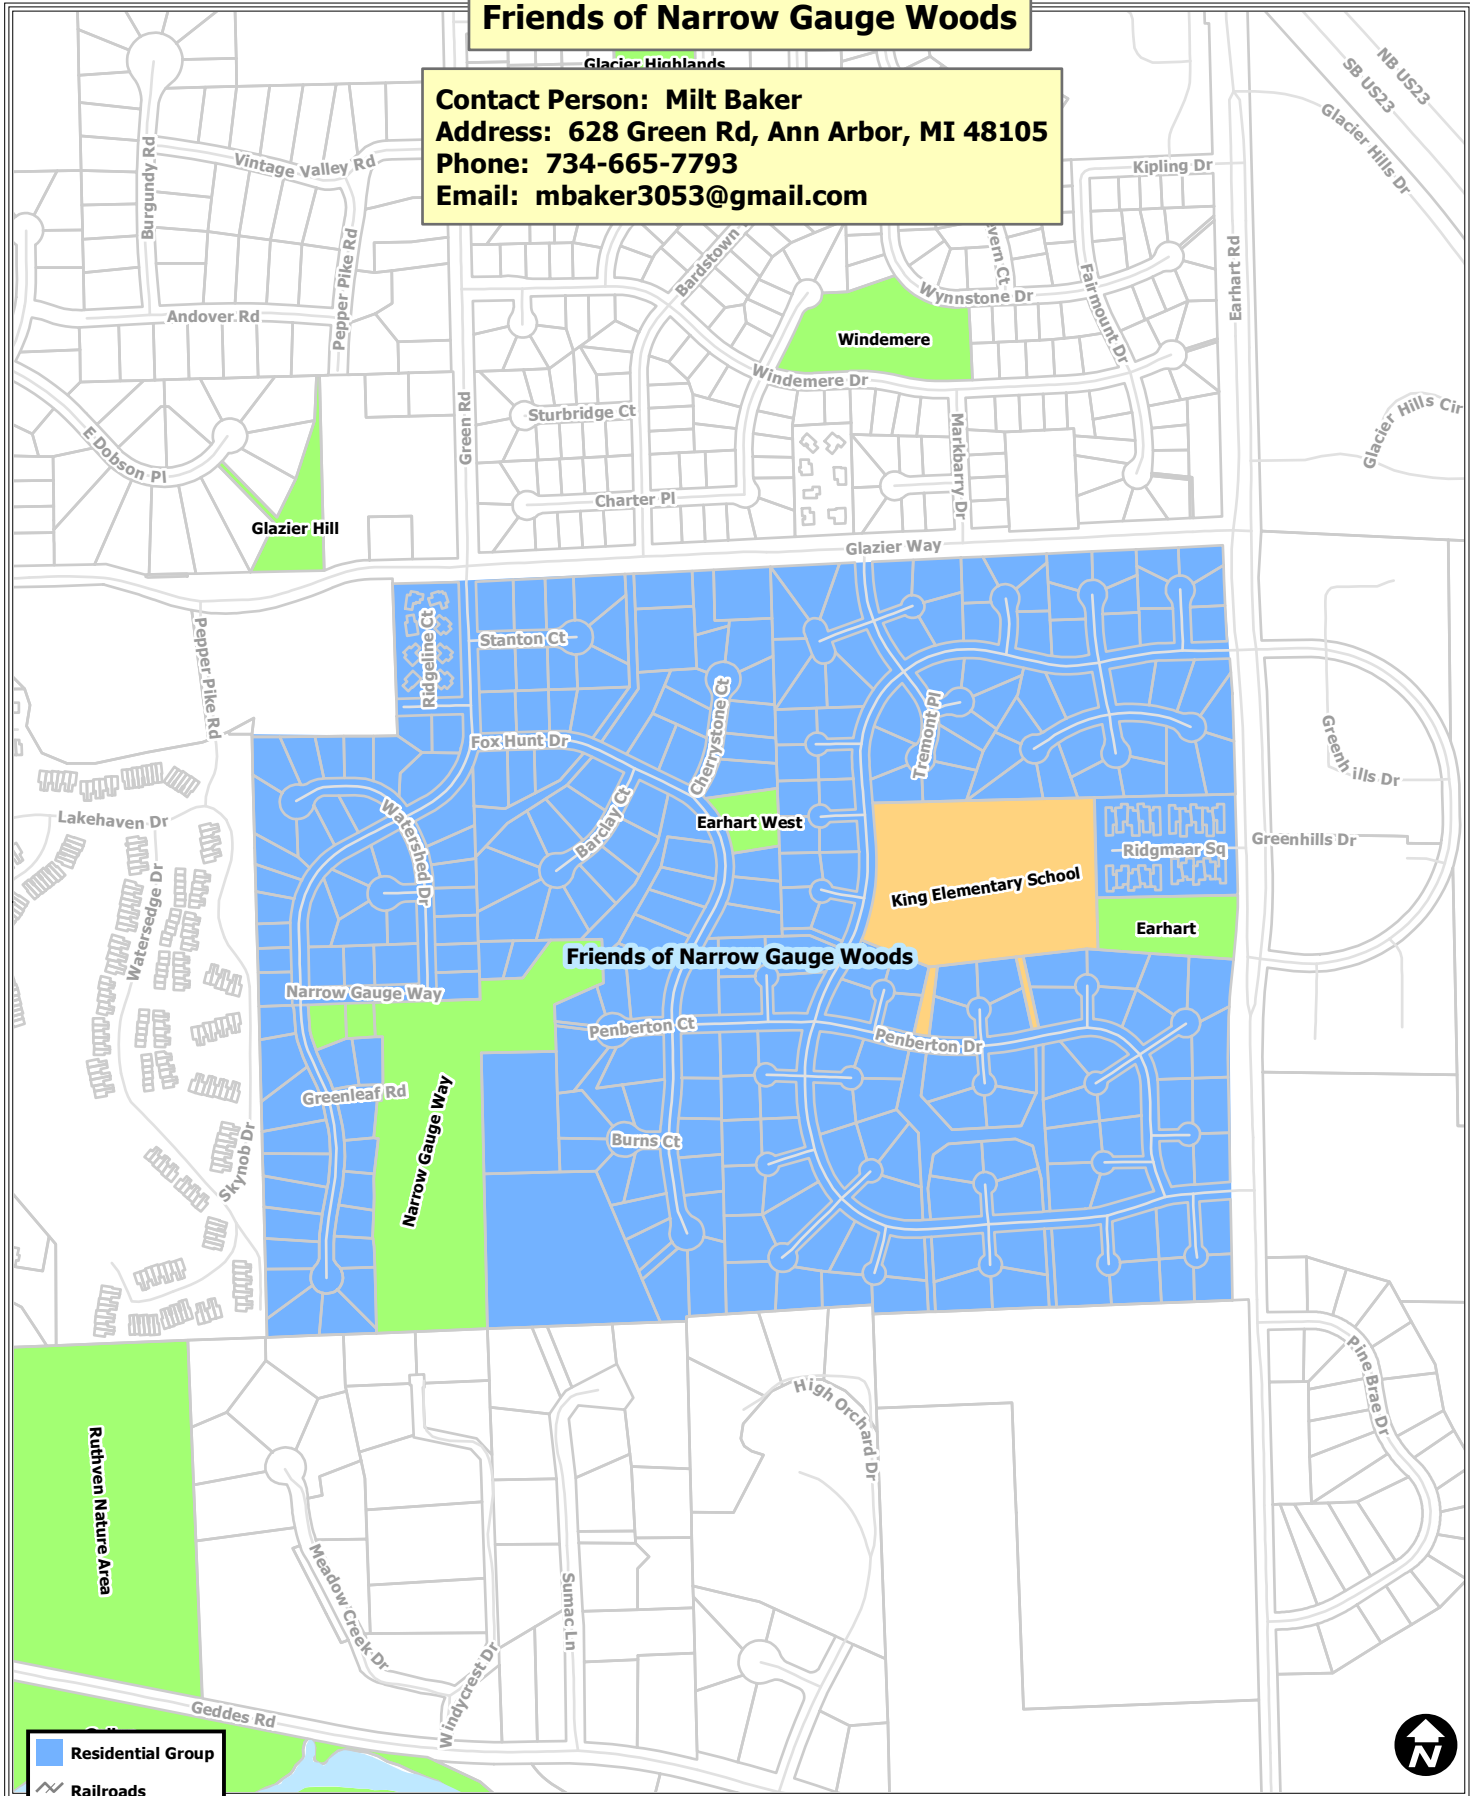 Friends of Narrow Gauge Woods
Glacier Highlands
Contact Person: Milt Baker
Address: 628 Green Rd, Ann Arbor, MI 48105
Phone: 734-665-7793
Email: mbaker3053@gmail.com
NB US23
SB US23
Glacier Hills Dr
Burgundy Rd
Vintage Valley Rd
Pepper Pike Rd
Andover Rd
Kipling Dr
Earhart Rd
Bardstown
vern Ct
Wynnstone Dr
Fairmount Dr
Windemere
Windemere Dr
Green Rd
Sturbridge Ct
Charter Pl
Markbarry Dr
Glacier Hills Cir
E Dobson Pl
Glazier Hill
Glazier Way
Pepper Pike Rd
Ridgeline Ct
Stanton Ct
Fox Hunt Dr
Cherrystone Ct
Tremont Pl
Greenhills Dr
Lakehaven Dr
Watershed Dr
Barclay Ct
Earhart West
Ridgmaar Sq
Greenhills Dr
King Elementary School
Earhart
Watersedge Dr
Friends of Narrow Gauge Woods
Narrow Gauge Way
Penberton Ct
Penberton Dr
Greenleaf Rd
Narrow Gauge Way
Burns Ct
Skynob Dr
Pine Brae Dr
High Orchard Dr
Ruthven Nature Area
Meadow Creek Dr
Sumac Ln
Windycrest Dr
Geddes Rd
Residential Group
Railroads
N